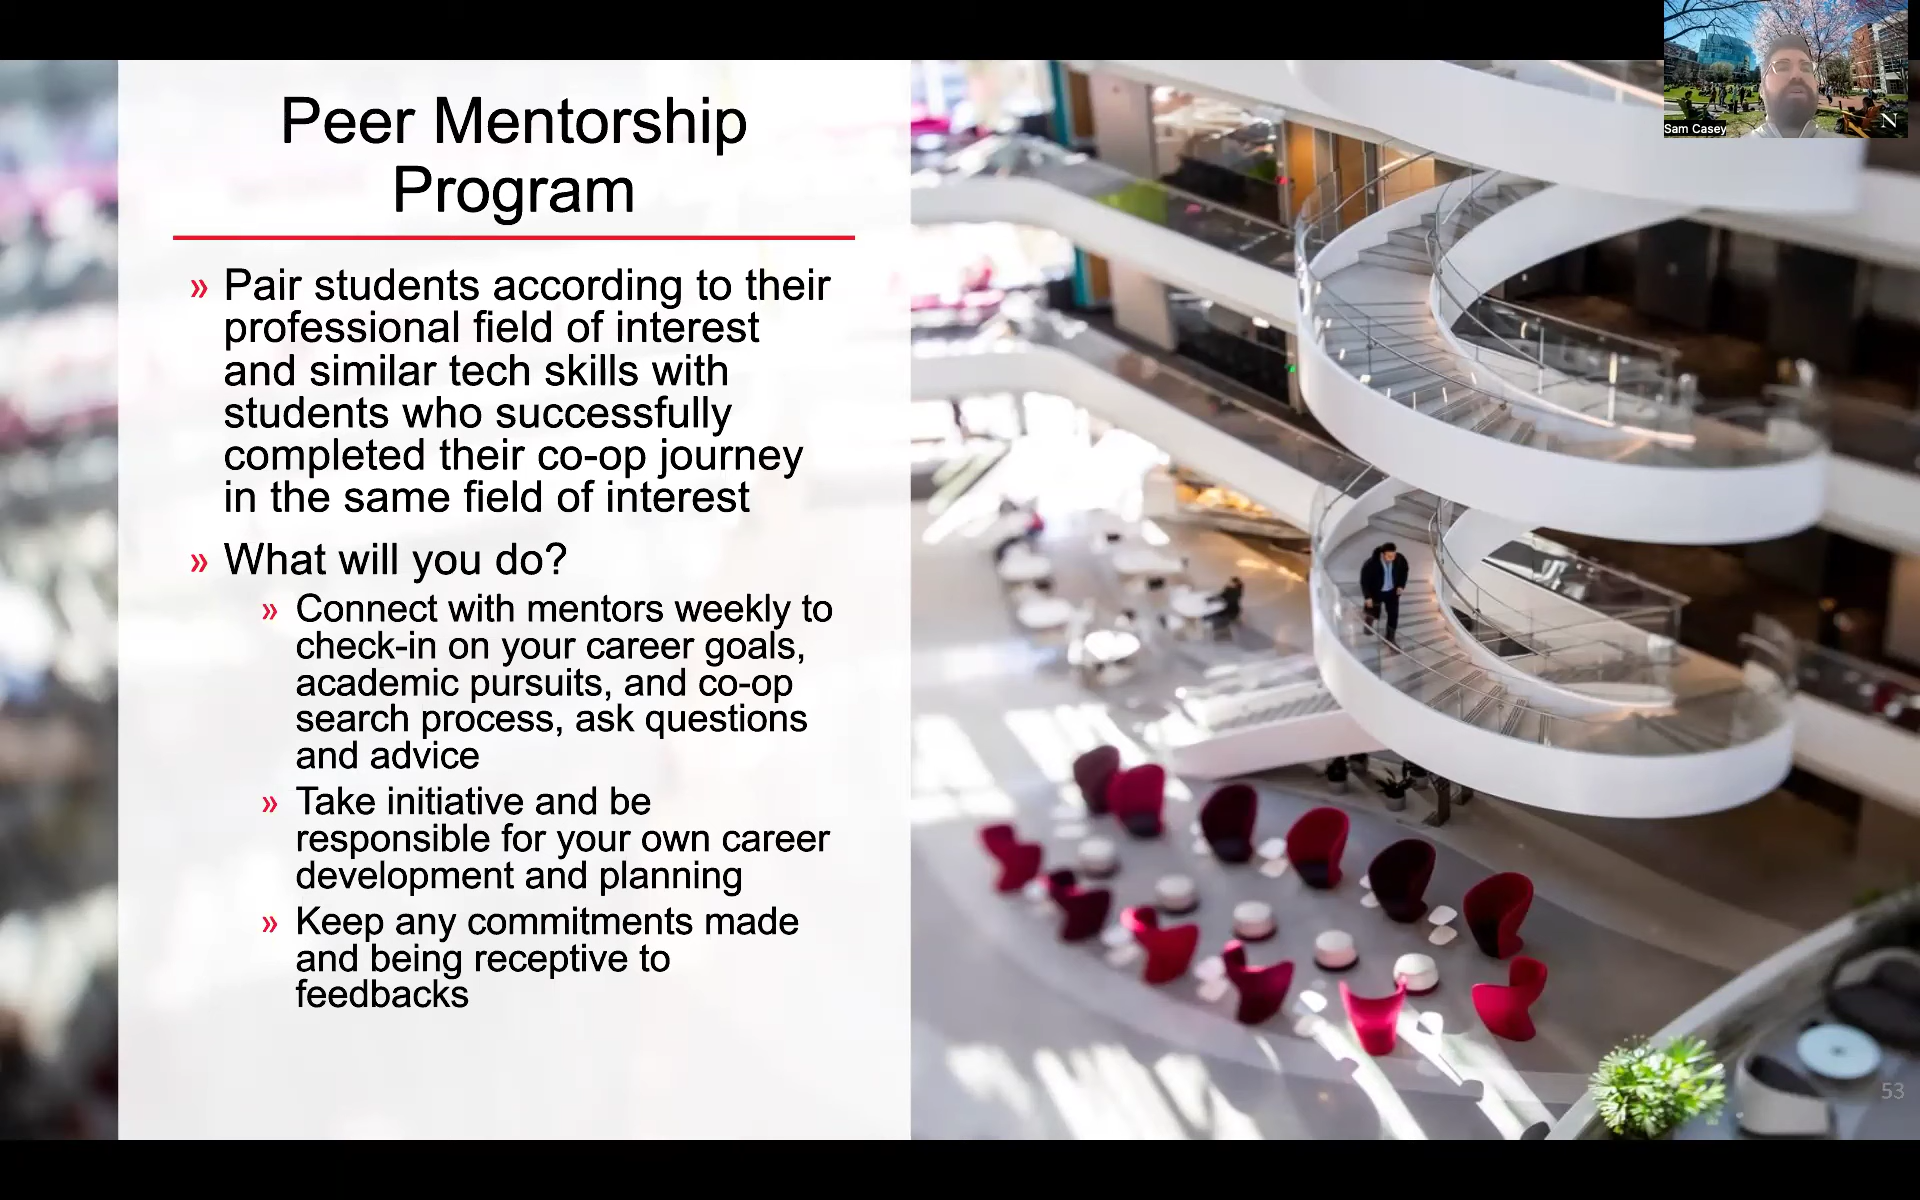 Peer Mentorship
Program
» Pair students according to their
professional field of interest
and similar tech skills with
students who successfully
completed their co-op journey
in the same field of interest
» What will you do?
» Connect with mentors weekly to
check-in on your career goals,
academic pursuits, and co-op
search process, ask questions
and advice
» Take initiative and be
responsible for your own career
development and planning
» Keep any commitments made
and being receptive to
feedbacks
Sam Casey
N
53